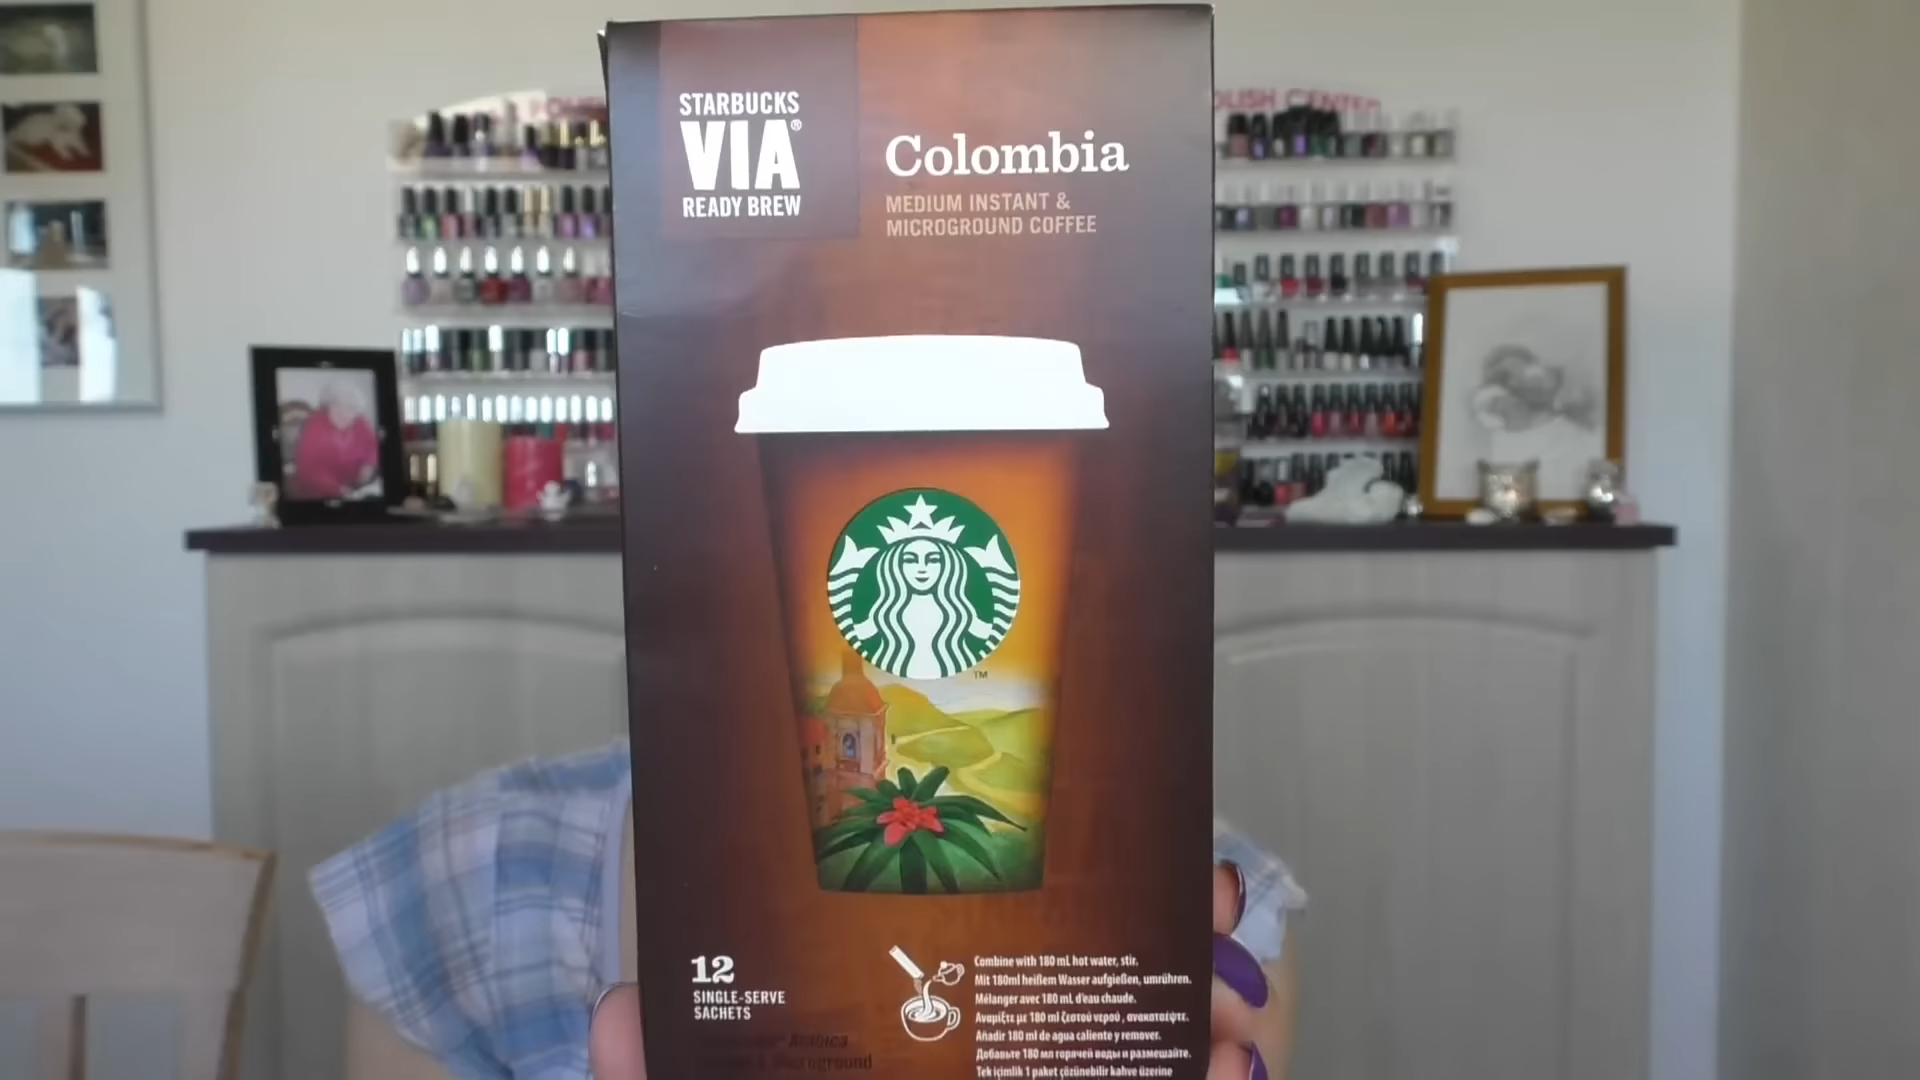 STARBUCKS
VIA®
READY BREW
Colombia
MEDIUM INSTANT &
MICROGROUND COFFEE
LISH CENTER
TM
12
SINGLE-SERVE
SACHETS
Combine with 180 mL hot water, stir.
Mit 180ml heißem Wasser aufgießen, umrühren.
Mélanger avec 180 mL d'eau chaude.
Αναμίξτε με 180 ml ζεστού νερού, ανακατεύτε.
Añadir 180 ml de agua caliente y remover.
Добавьте 180 мл горячей воды и размешайте.
Tek içimlik 1 paket çözünebilir kahve üzerine